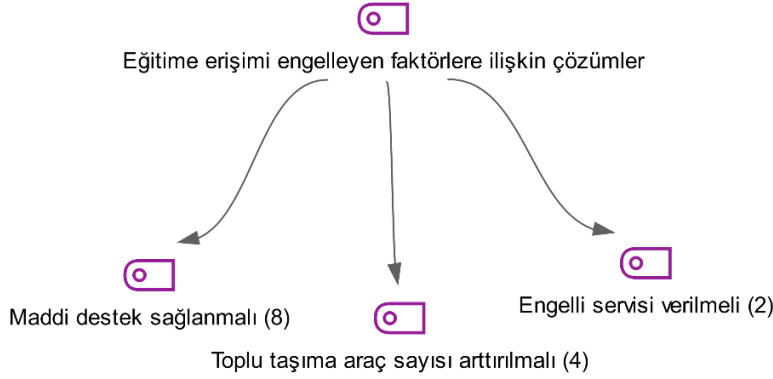 Eğitime erişimi engelleyen faktörlere ilişkin çözümler
Maddi destek sağlanmalı (8)
Toplu taşıma araç sayısı arttırılmalı (4)
Engelli servisi verilmeli (2)